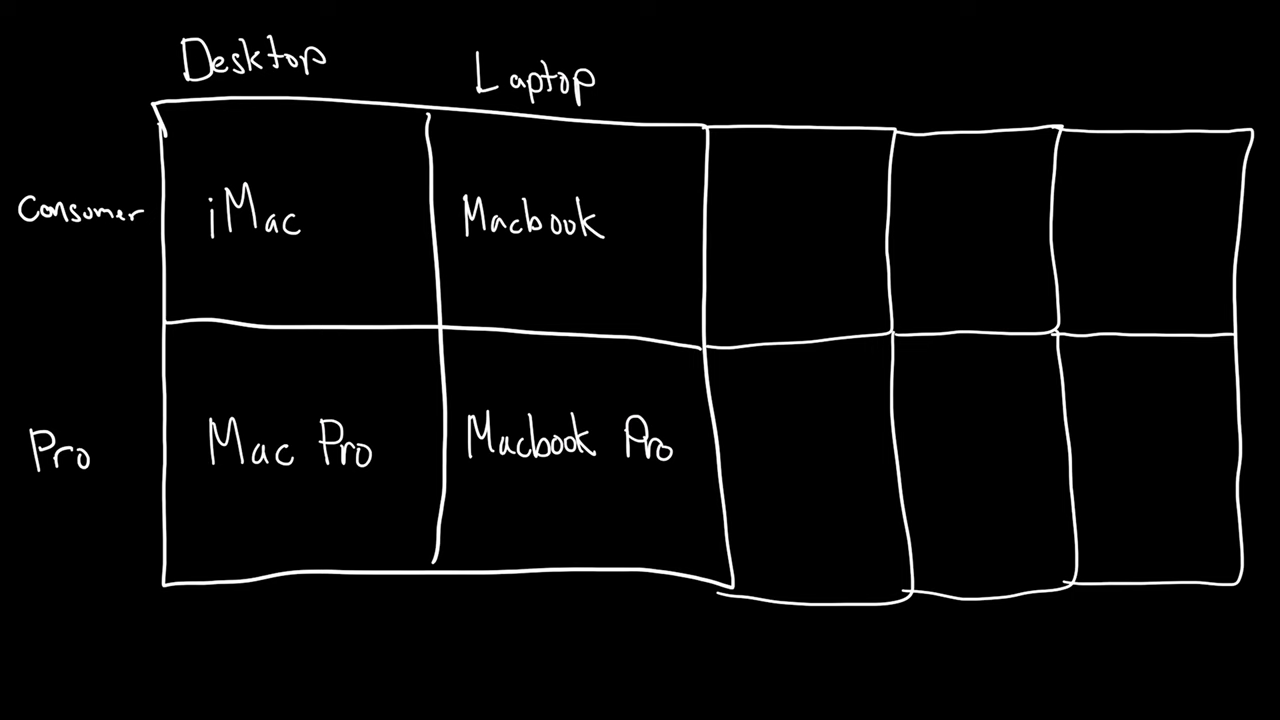 Desktop
Laptop
Consumer
iMac
Macbook
Pro
Mac Pro
Macbook Pro